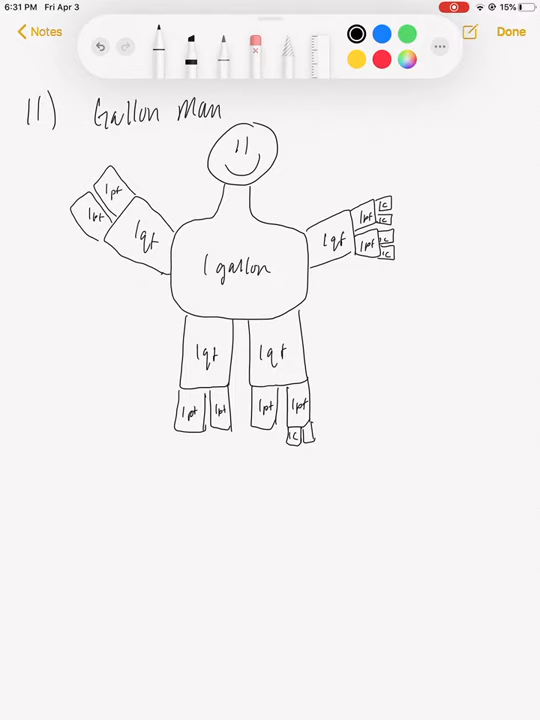 6:31 PM Fri Apr 3
15%
Notes
Done
11) Gallon Man
1pt
1pt
1qt
1 gallon
1qt
1pt
1c
1c
1pt
1c
1c
1qt
1qt
1pt
1pt
1pt
1pt
1c